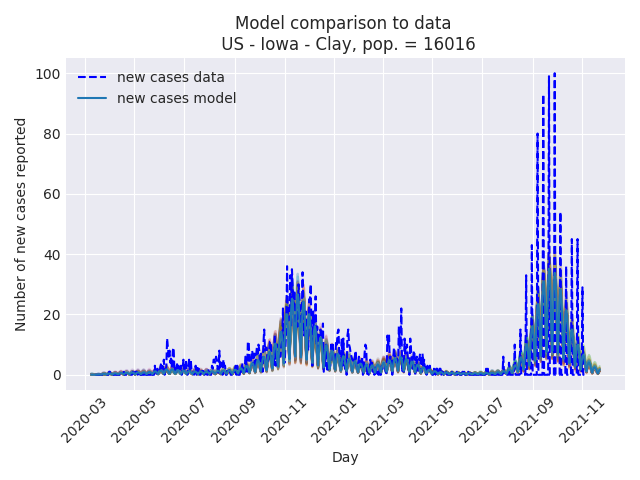 Model comparison to data
US - Iowa - Clay, pop. = 16016
new cases data
new cases model
Number of new cases reported
100
80
60
40
20
0
2020-03
2020-05
2020-07
2020-09
2020-11
2021-01
2021-03
2021-05
2021-07
2021-09
2021-11
Day